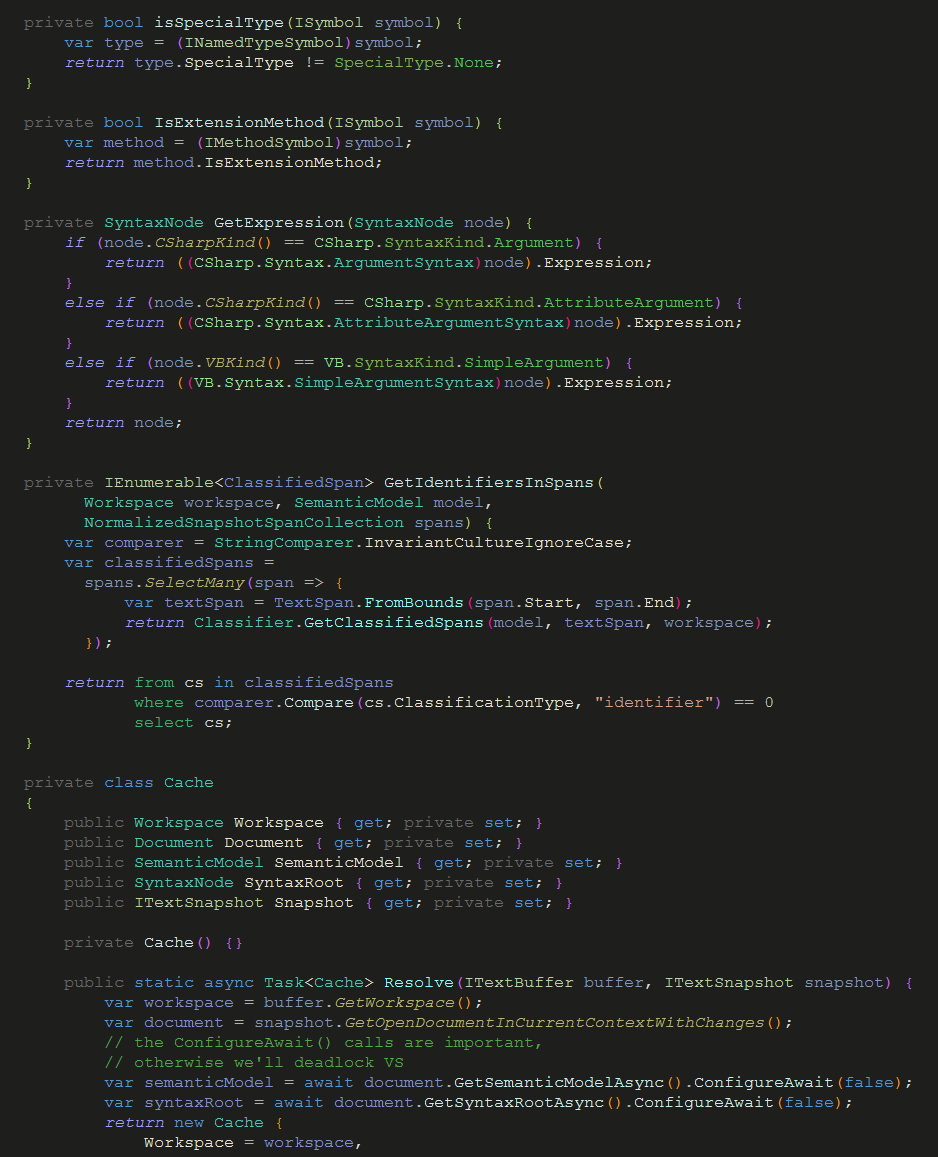 private bool isSpecialType(ISymbol symbol) {
    var type = (INamedTypeSymbol)symbol;
    return type.SpecialType != SpecialType.None;
}

private bool IsExtensionMethod(ISymbol symbol) {
    var method = (IMethodSymbol)symbol;
    return method.IsExtensionMethod;
}

private SyntaxNode GetExpression(SyntaxNode node) {
    if (node.CSharpKind() == CSharp.SyntaxKind.Argument) {
        return ((CSharp.Syntax.ArgumentSyntax)node).Expression;
    }
    else if (node.CSharpKind() == CSharp.SyntaxKind.AttributeArgument) {
        return ((CSharp.Syntax.AttributeArgumentSyntax)node).Expression;
    }
    else if (node.VBKind() == VB.SyntaxKind.SimpleArgument) {
        return ((VB.Syntax.SimpleArgumentSyntax)node).Expression;
    }
    return node;
}

private IEnumerable<ClassifiedSpan> GetIdentifiersInSpans(
      Workspace workspace, SemanticModel model,
      NormalizedSnapshotSpanCollection spans) {
    var comparer = StringComparer.InvariantCultureIgnoreCase;
    var classifiedSpans =
      spans.SelectMany(span => {
          var textSpan = TextSpan.FromBounds(span.Start, span.End);
          return Classifier.GetClassifiedSpans(model, textSpan, workspace);
      });

    return from cs in classifiedSpans
           where comparer.Compare(cs.ClassificationType, "identifier") == 0
           select cs;
}

private class Cache
{
    public Workspace Workspace { get; private set; }
    public Document Document { get; private set; }
    public SemanticModel SemanticModel { get; private set; }
    public SyntaxNode SyntaxRoot { get; private set; }
    public ITextSnapshot Snapshot { get; private set; }

    private Cache() {}

    public static async Task<Cache> Resolve(ITextBuffer buffer, ITextSnapshot snapshot) {
        var workspace = buffer.GetWorkspace();
        var document = snapshot.GetOpenDocumentInCurrentContextWithChanges();
        // the ConfigureAwait() calls are important,
        // otherwise we'll deadlock VS
        var semanticModel = await document.GetSemanticModelAsync().ConfigureAwait(false);
        var syntaxRoot = await document.GetSyntaxRootAsync().ConfigureAwait(false);
        return new Cache {
            Workspace = workspace,